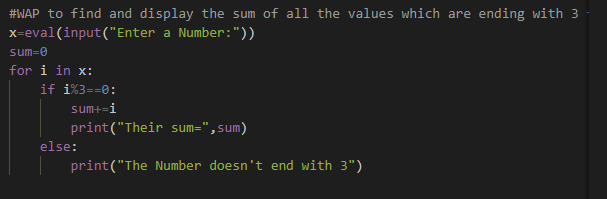 #WAP to find and display the sum of all the values which are ending with 3
x=eval(input("Enter a Number:"))
sum=0
for i in x:
    if i%3==0:
        sum+=i
        print("Their sum=",sum)
    else:
        print("The Number doesn't end with 3")